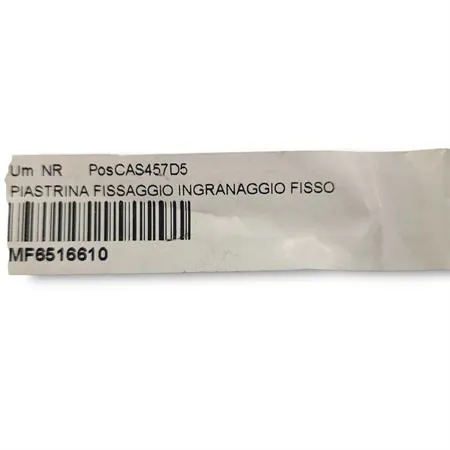 Um NR PosCAS457D5
PIASTRINA FISSAGGIO INGRANAGGIO FISSO
MF6516610